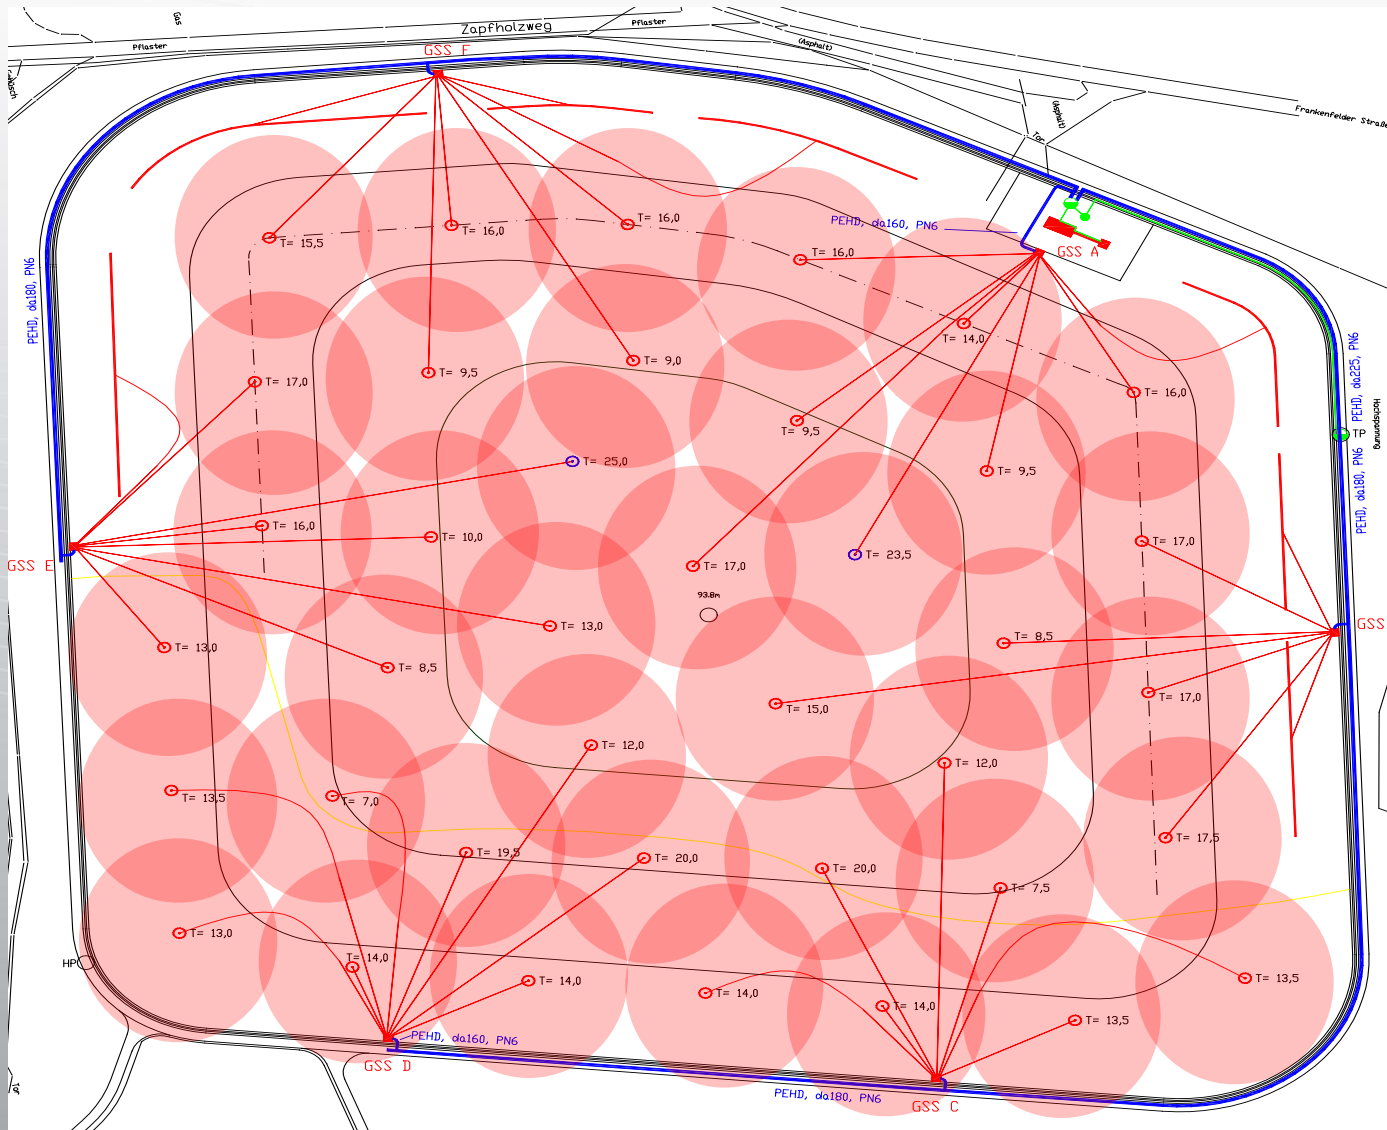 Gas
Zapfholzweg
Pflaster
Pflaster
(Asphalt)
GSS F
(Asphalt)
Tor
Frankenfelder Straße
PEHD, da160, PN6
GSS A
T= 16,0
T= 16,0
T= 15,5
T= 16,0
PEHD, da180, PN6
T= 14,0
T= 9,0
T= 9,5
T= 17,0
T= 16,0
PEHD, da225, PN6
Hochspannung
T= 9,5
TP
T= 25,0
T= 9,5
PEHD, da180, PN6
T= 16,0
T= 10,0
T= 17,0
T= 23,5
T= 17,0
GSS E
93.8m
GSS
T= 13,0
T= 8,5
T= 13,0
T= 8,5
T= 17,0
T= 15,0
T= 12,0
T= 12,0
T= 13,5
T= 7,0
T= 17,5
T= 19,5
T= 20,0
T= 20,0
T= 7,5
T= 13,0
T= 14,0
HP
T= 14,0
T= 14,0
T= 14,0
T= 13,5
T= 13,5
PEHD, da160, PN6
GSS D
PEHD, da180, PN6
GSS C
Tor